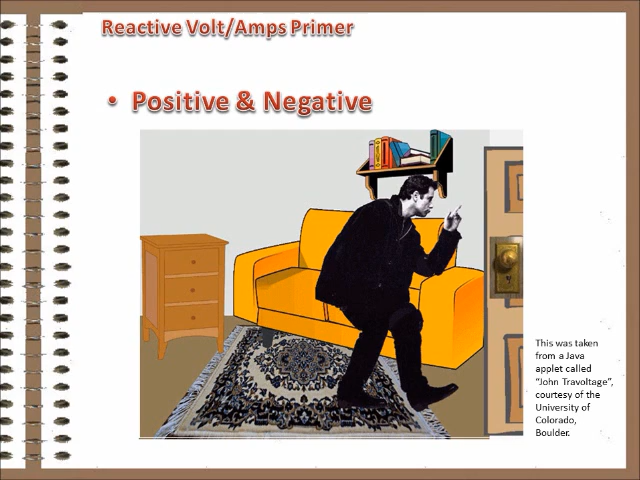 Reactive Volt/Amps Primer
• Positive & Negative
This was taken
from a Java
applet called
“John Travoltage”,
courtesy of the
University of
Colorado,
Boulder.